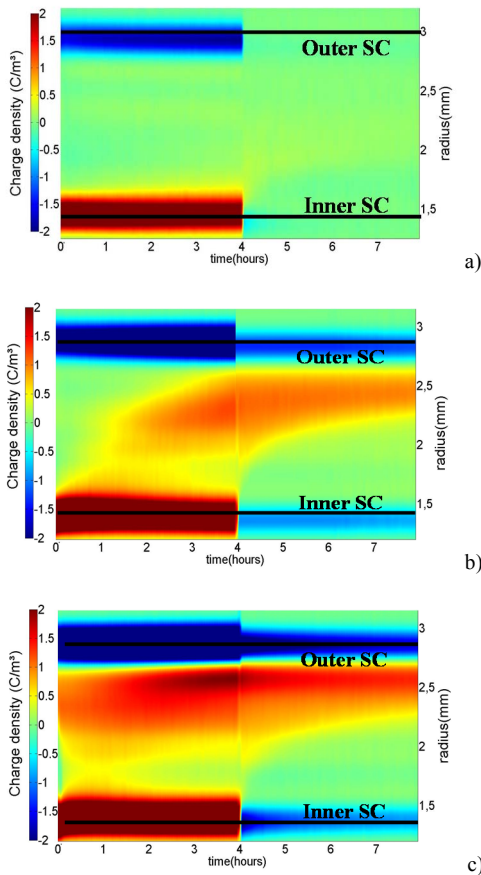 2
1.5
1
0.5
0
-0.5
-1
-1.5
-2
Charge density (C/m³)
Outer SC
Inner SC
3
2,5
2
1,5
radius(mm)
0 1 2 3 4 5 6 7
time(hours)
a)
2
1.5
1
0.5
0
-0.5
-1
-1.5
-2
Charge density (C/m³)
Outer SC
Inner SC
3
2,5
2
1,5
radius(mm)
0 1 2 3 4 5 6 7
time(hours)
b)
2
1.5
1
0.5
0
-0.5
-1
-1.5
-2
Charge density (C/m³)
Outer SC
Inner SC
3
2.5
2
1.5
radius(mm)
0 1 2 3 4 5 6 7
time(hours)
c)